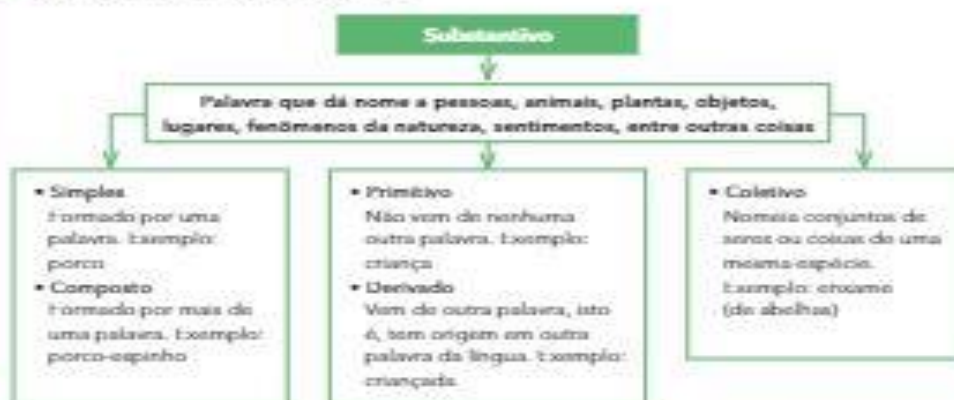 Substantivo
Palavra que dá nome a pessoas, animais, plantas, objetos,
lugares, fenômenos da natureza, sentimentos, entre outras coisas
• Simples
Formado por uma
palavra. Exemplo:
porco
• Composto
Formado por mais de
uma palavra. Exemplo:
porco-espinho
• Primitivo
Não vem de nenhuma
outra palavra. Exemplo:
criança
• Derivado
Vem de outra palavra, isto
é, tem origem em outra
palavra da língua. Exemplo:
criançada.
• Coletivo
Nomeia conjuntos de
seres ou coisas de uma
mesma espécie.
Exemplo: enxame
(de abelhas)